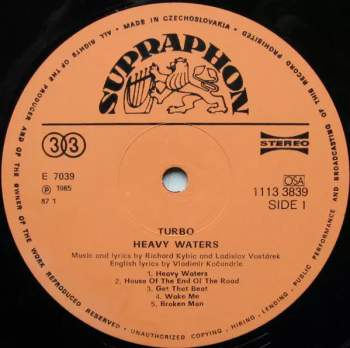 MADE IN CZECHOSLOVAKIA
ALL RIGHTS OF THE PRODUCER AND OF THE OWNER OF THE WORK REPRODUCED RESERVED
UNAUTHORIZED COPYING - HIRING - LENDING - PUBLIC PERFORMANCE AND BROADCASTING OF THIS RECORD PROHIBITED
SUPRAPHON
33
STEREO
E 7039
℗ 1985
87 1
OSA
1113 3839
SIDE 1
TURBO
HEAVY WATERS
Music and lyrics by Richard Kybic and Ladislav Vostárek
English lyrics by Vladimír Kočandrle
1. Heavy Waters
2. House Of The End Of The Road
3. Get That Beat
4. Wake Me
5. Broken Man